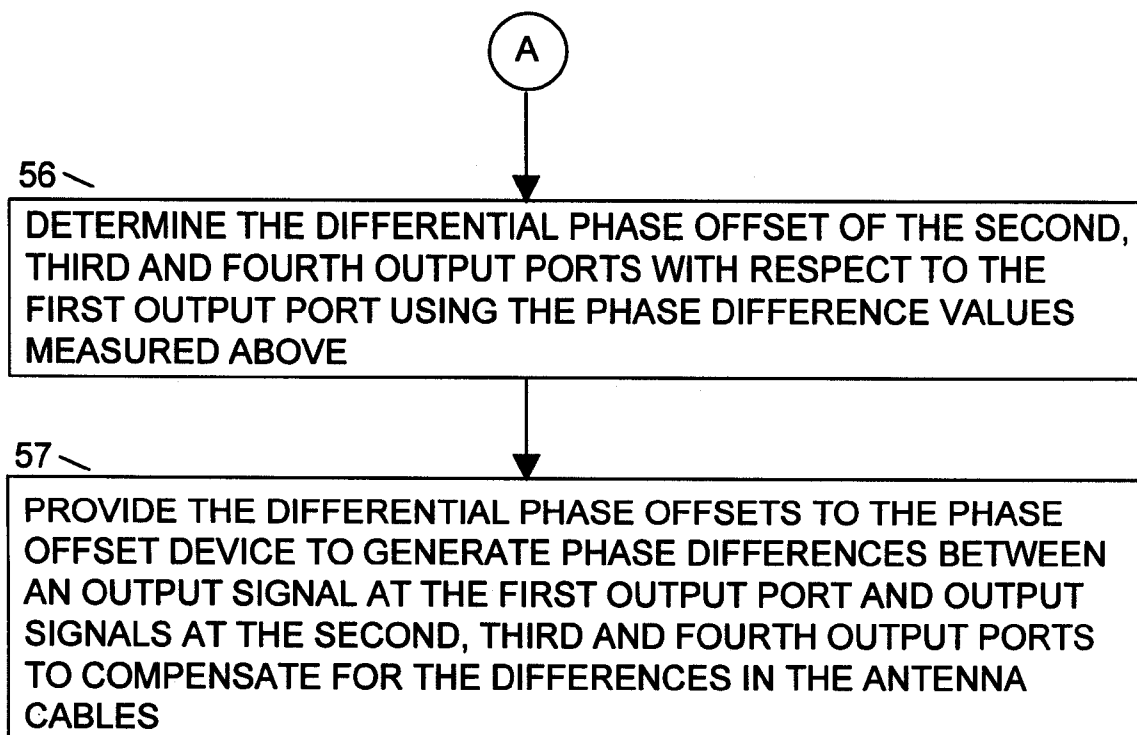 A
56
DETERMINE THE DIFFERENTIAL PHASE OFFSET OF THE SECOND,
THIRD AND FOURTH OUTPUT PORTS WITH RESPECT TO THE
FIRST OUTPUT PORT USING THE PHASE DIFFERENCE VALUES
MEASURED ABOVE
57
PROVIDE THE DIFFERENTIAL PHASE OFFSETS TO THE PHASE
OFFSET DEVICE TO GENERATE PHASE DIFFERENCES BETWEEN
AN OUTPUT SIGNAL AT THE FIRST OUTPUT PORT AND OUTPUT
SIGNALS AT THE SECOND, THIRD AND FOURTH OUTPUT PORTS
TO COMPENSATE FOR THE DIFFERENCES IN THE ANTENNA
CABLES